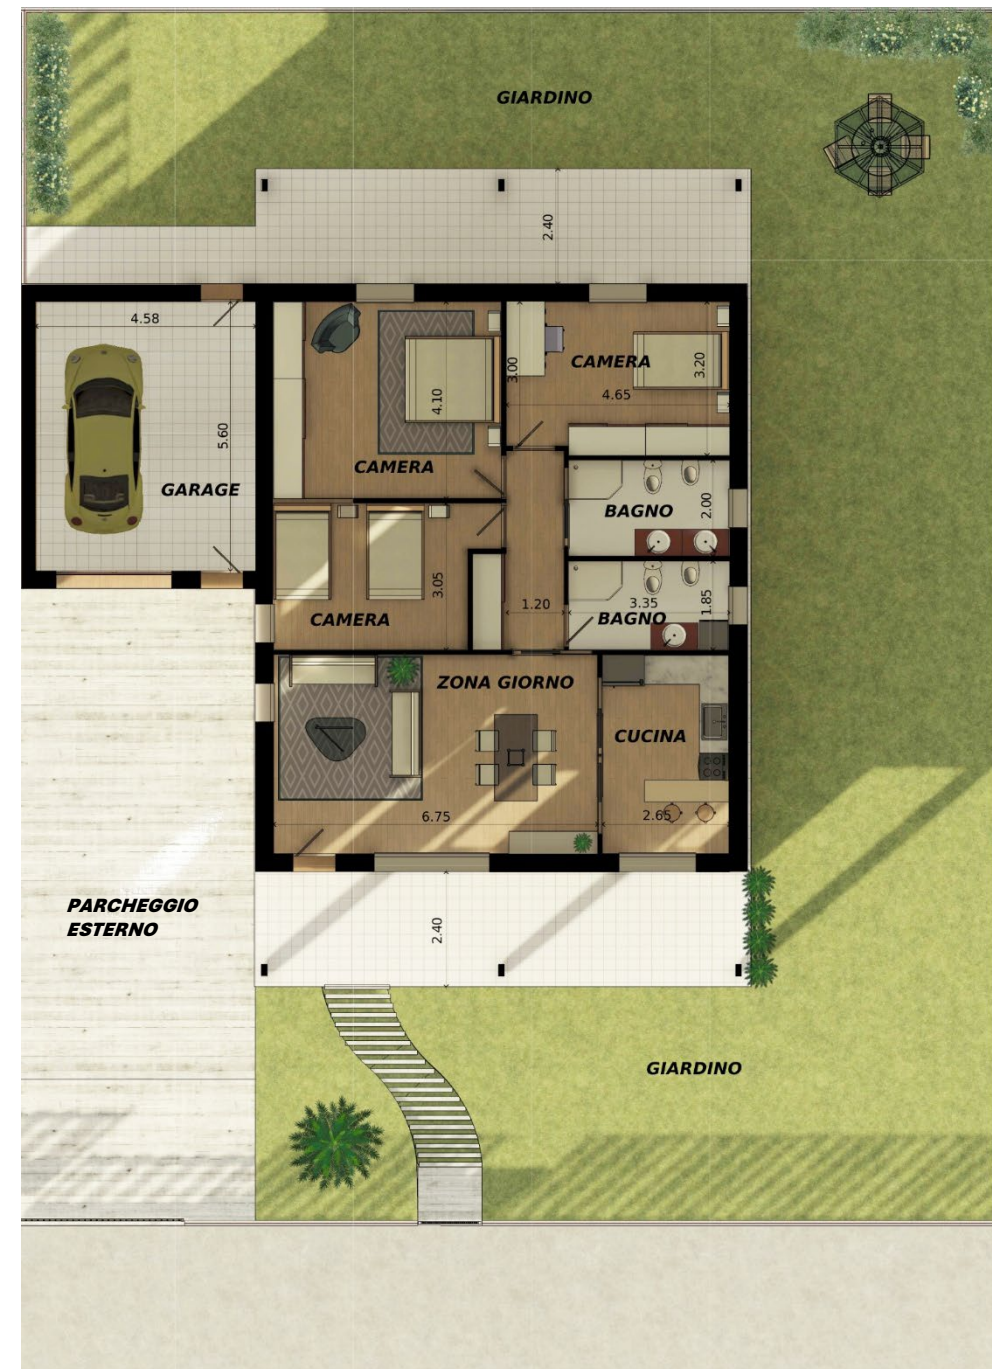 GIARDINO
2.40
4.58
5.60
GARAGE
4.10
CAMERA
3.00
CAMERA
3.20
4.65
BAGNO
2.00
3.05
CAMERA
1.20
3.35
1.85
BAGNO
ZONA GIORNO
CUCINA
6.75
2.65
PARCHEGGIO
ESTERNO
2.40
GIARDINO